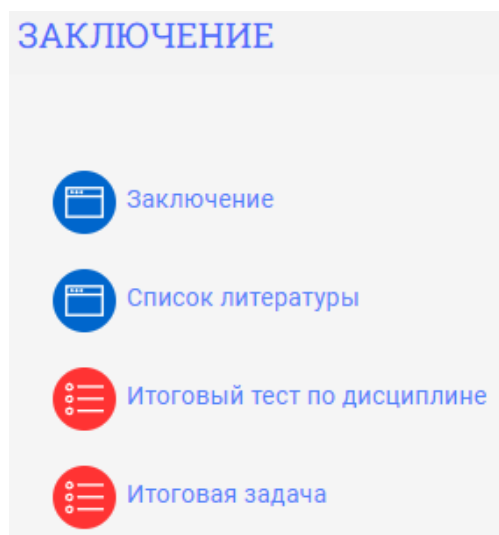 ЗАКЛЮЧЕНИЕ
Заключение
Список литературы
Итоговый тест по дисциплине
Итоговая задача